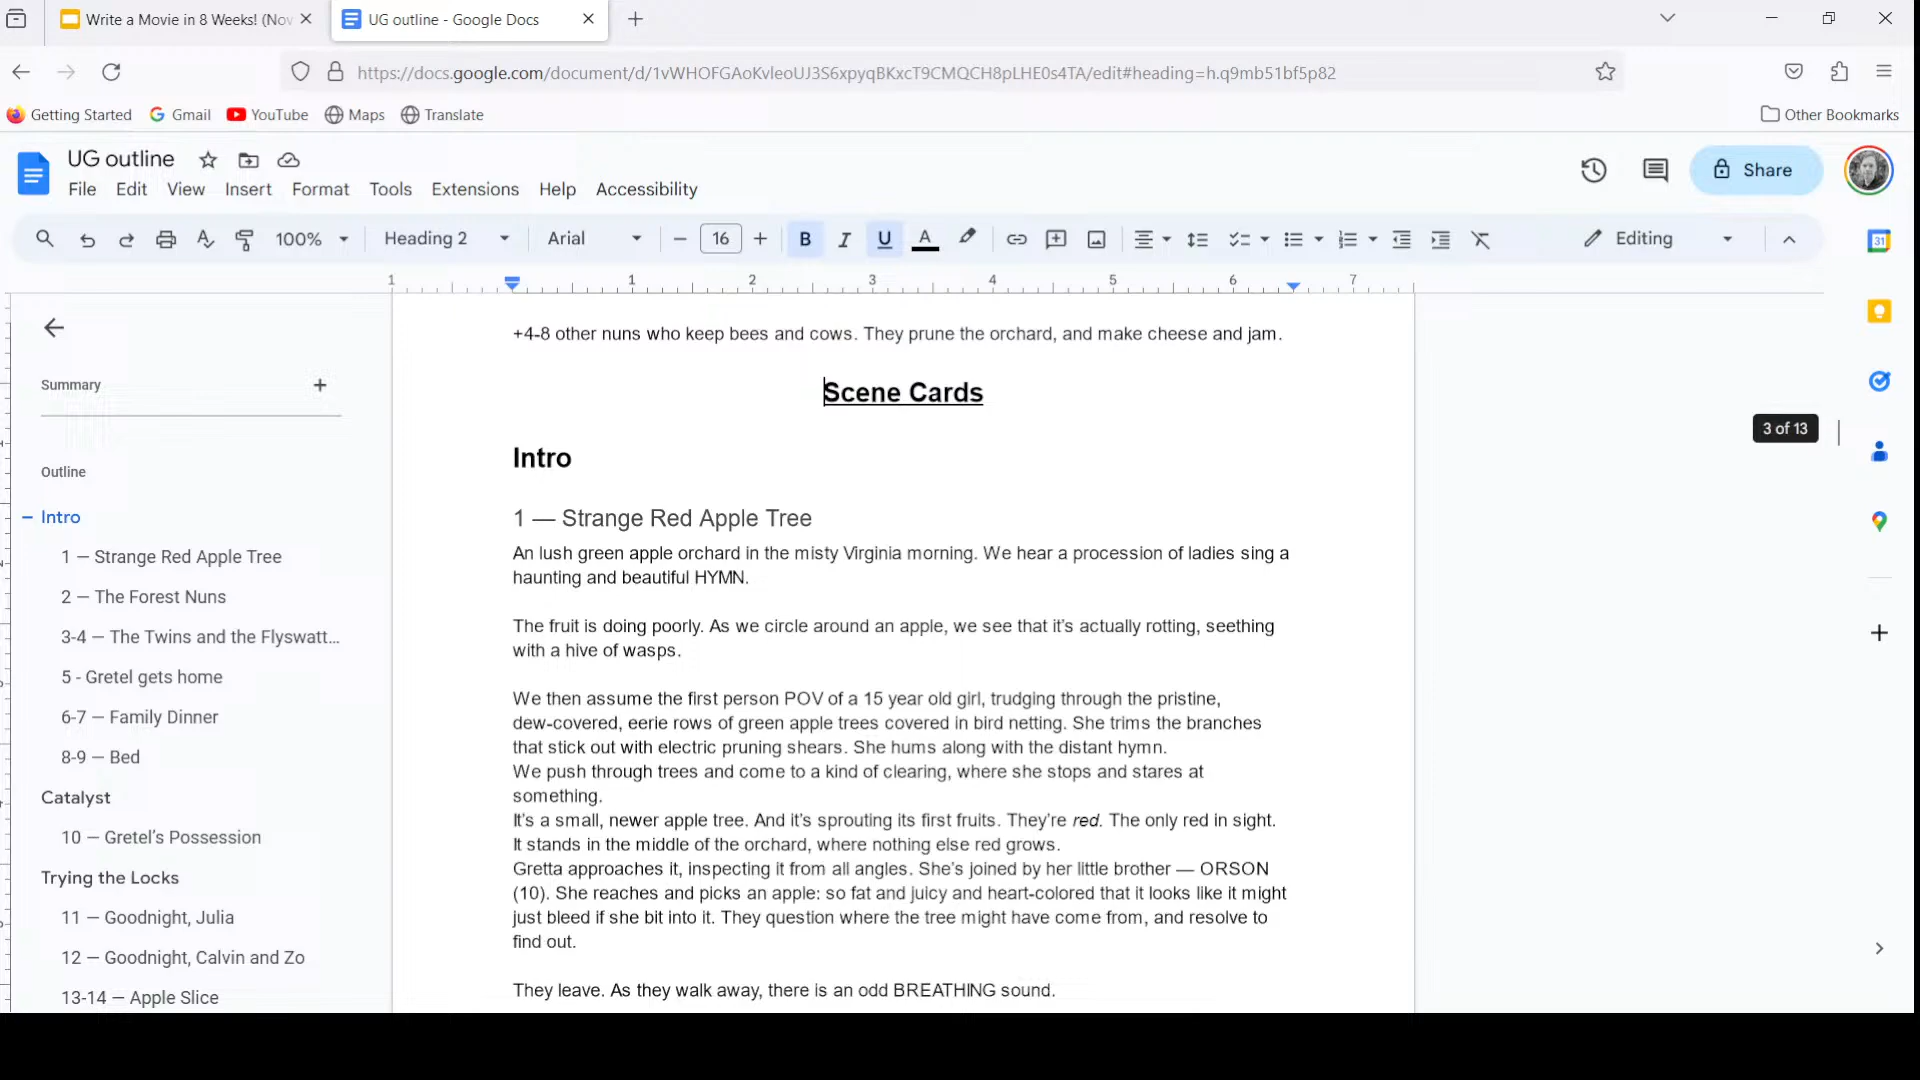 Write a Movie in 8 Weeks! (Nov
UG outline - Google Docs
https://docs.google.com/document/d/1vWHOFGAoKvleoUJ3S6xpyqBKxcT9CMQCH8pLHE0s4TA/edit#heading=h.q9mb51bf5p82
Getting Started Gmail YouTube Maps Translate Other Bookmarks
UG outline
File Edit View Insert Format Tools Extensions Help Accessibility
Share
100% Heading 2 Arial 16 B I U A Editing
31
1 1 2 3 4 5 6 7
Summary
Outline
Intro
1 — Strange Red Apple Tree
2 — The Forest Nuns
3-4 — The Twins and the Flyswatt...
5 - Gretel gets home
6-7 — Family Dinner
8-9 — Bed
Catalyst
10 — Gretel's Possession
Trying the Locks
11 — Goodnight, Julia
12 — Goodnight, Calvin and Zo
13-14 — Apple Slice
+4-8 other nuns who keep bees and cows. They prune the orchard, and make cheese and jam.
Scene Cards
Intro
1 — Strange Red Apple Tree
An lush green apple orchard in the misty Virginia morning. We hear a procession of ladies sing a
haunting and beautiful HYMN.
The fruit is doing poorly. As we circle around an apple, we see that it's actually rotting, seething
with a hive of wasps.
We then assume the first person POV of a 15 year old girl, trudging through the pristine,
dew-covered, eerie rows of green apple trees covered in bird netting. She trims the branches
that stick out with electric pruning shears. She hums along with the distant hymn.
We push through trees and come to a kind of clearing, where she stops and stares at
something.
It's a small, newer apple tree. And it's sprouting its first fruits. They're red. The only red in sight.
It stands in the middle of the orchard, where nothing else red grows.
Gretta approaches it, inspecting it from all angles. She's joined by her little brother — ORSON
(10). She reaches and picks an apple: so fat and juicy and heart-colored that it looks like it might
just bleed if she bit into it. They question where the tree might have come from, and resolve to
find out.
They leave. As they walk away, there is an odd BREATHING sound.
3 of 13